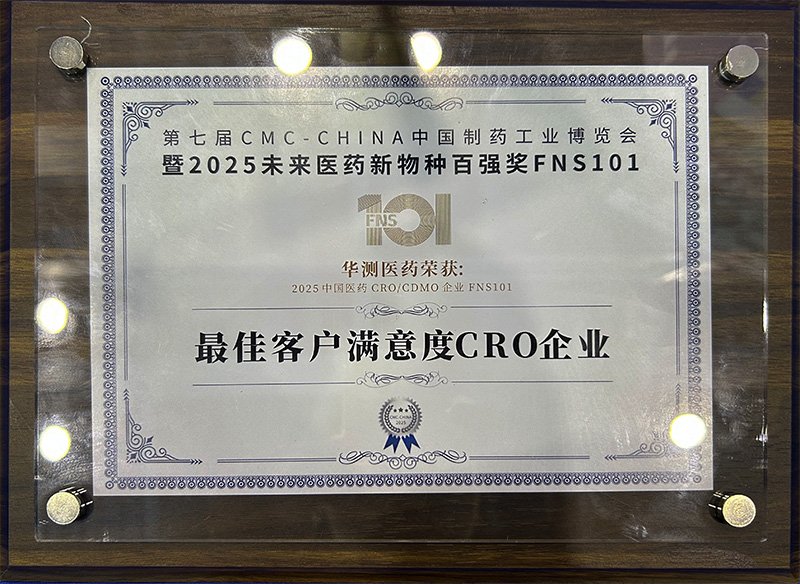 第七届CMC-CHINA中国制药工业博览会
暨2025未来医药新物种百强奖FNS101
FNS 101
华测医药荣获:
2025中国医药 CRO/CDMO 企业 FNS101
最佳客户满意度CRO企业
CMC-CHINA
2025